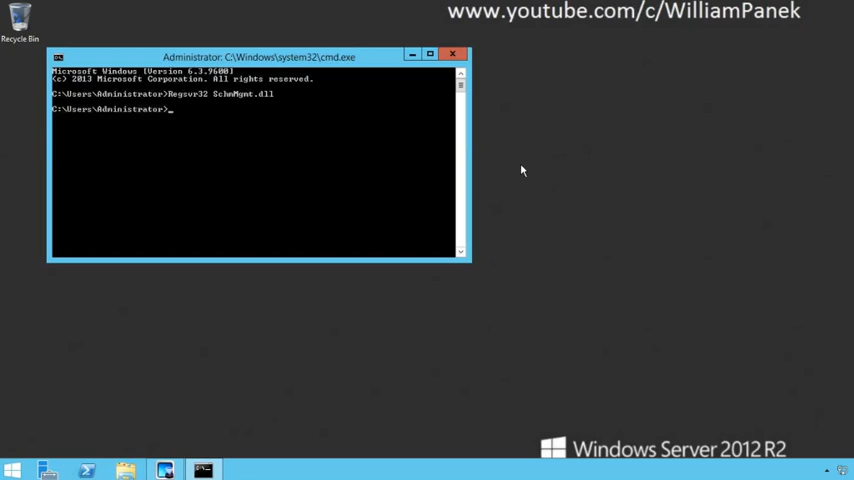 www.youtube.com/c/WilliamPanek
Recycle Bin
Administrator: C:\Windows\system32\cmd.exe
Microsoft Windows [Version 6.3.9600]
(c) 2013 Microsoft Corporation. All rights reserved.
C:\Users\Administrator>Regsvr32 SchmMgmt.dll
C:\Users\Administrator>_
Windows Server 2012 R2